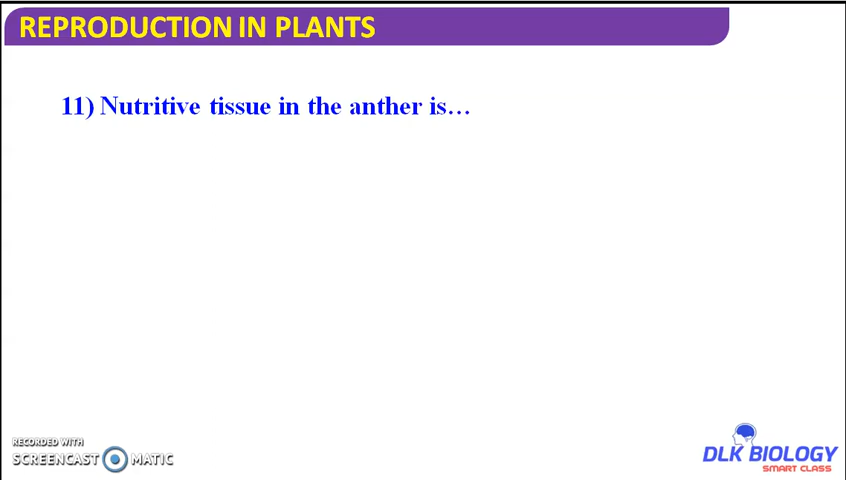 REPRODUCTION IN PLANTS
11) Nutritive tissue in the anther is…
RECORDED WITH
SCREENCAST MATIC
DLK BIOLOGY
SMART CLASS